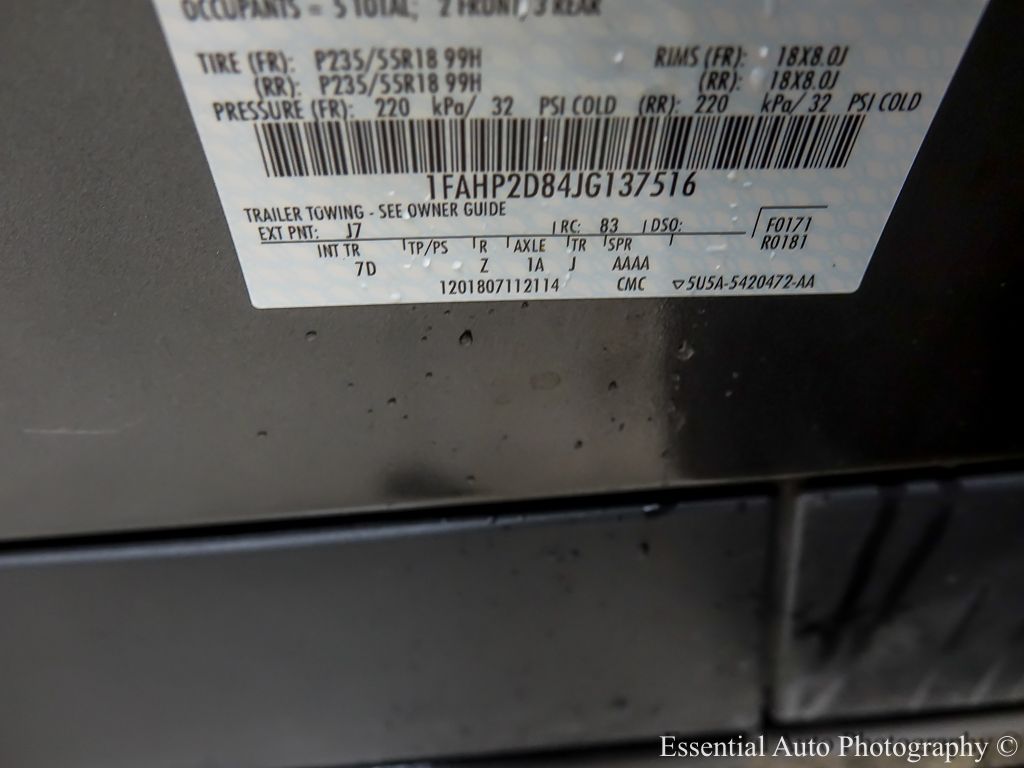 OCCUPANTS = 5 TOTAL; 2 FRONT, 3 REAR
TIRE (FR): P235/55R18 99H RIMS (FR): 18X8.0J
(RR): P235/55R18 99H (RR): 18X8.0J
PRESSURE (FR): 220 kPa/ 32 PSI COLD (RR): 220 kPa/ 32 PSI COLD
1FAHP2D84JG137516
TRAILER TOWING - SEE OWNER GUIDE
EXT PNT: J7 RC: 83 DSO: F0171
INT TR TP/PS R AXLE TR SPR R0181
7D Z 1A J AAAA
1201807112114 CMC ▽5U5A-5420472-AA
Essential Auto Photography ©